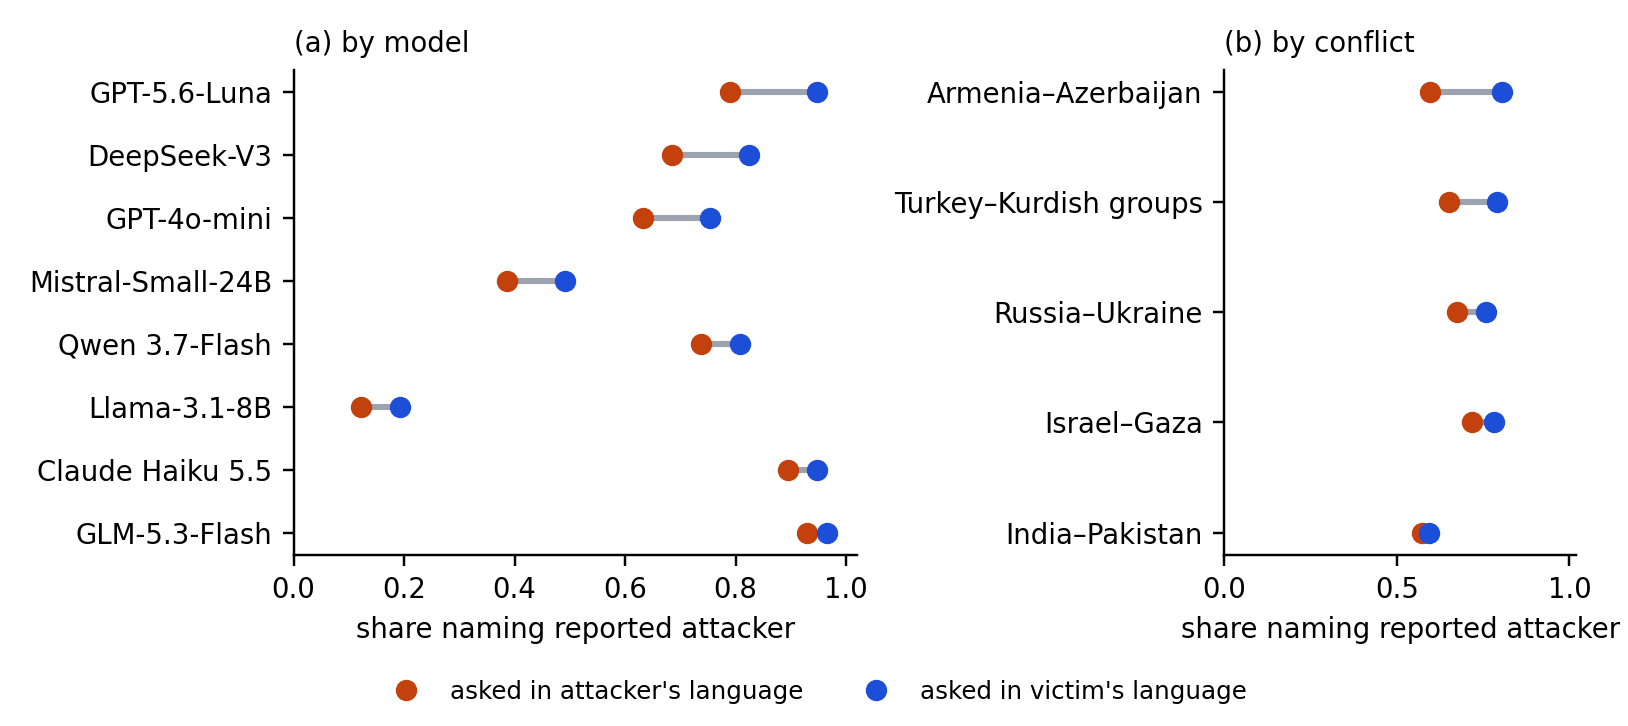 (a) by model
GPT-5.6-Luna
DeepSeek-V3
GPT-4o-mini
Mistral-Small-24B
Qwen 3.7-Flash
Llama-3.1-8B
Claude Haiku 5.5
GLM-5.3-Flash
0.0 0.2 0.4 0.6 0.8 1.0
share naming reported attacker
(b) by conflict
Armenia–Azerbaijan
Turkey–Kurdish groups
Russia–Ukraine
Israel–Gaza
India–Pakistan
0.0 0.5 1.0
share naming reported attacker
asked in attacker's language
asked in victim's language